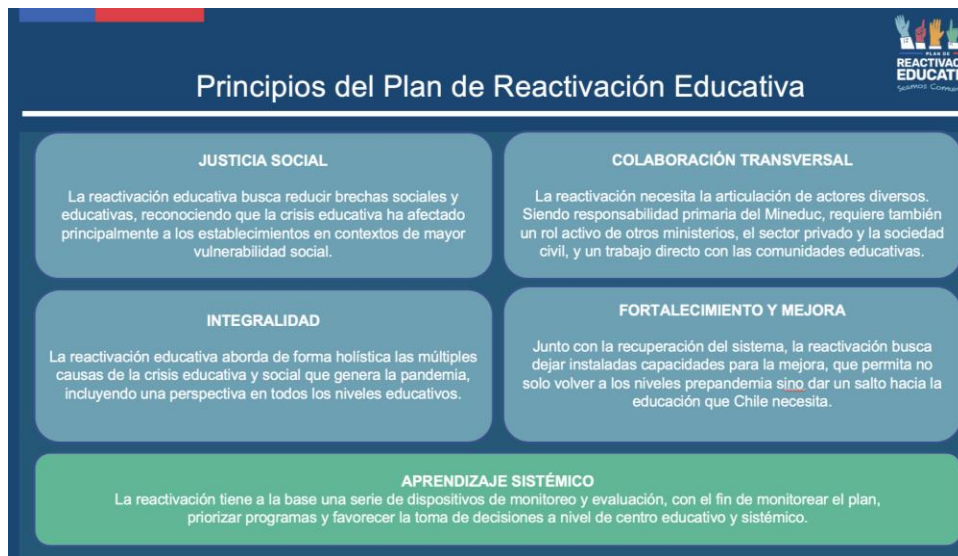 PLAN DE
REACTIVAC
EDUCATI
Seamos Comun
Principios del Plan de Reactivación Educativa
JUSTICIA SOCIAL
La reactivación educativa busca reducir brechas sociales y
educativas, reconociendo que la crisis educativa ha afectado
principalmente a los establecimientos en contextos de mayor
vulnerabilidad social.
COLABORACIÓN TRANSVERSAL
La reactivación necesita la articulación de actores diversos.
Siendo responsabilidad primaria del Mineduc, requiere también
un rol activo de otros ministerios, el sector privado y la sociedad
civil, y un trabajo directo con las comunidades educativas.
INTEGRALIDAD
La reactivación educativa aborda de forma holística las múltiples
causas de la crisis educativa y social que genera la pandemia,
incluyendo una perspectiva en todos los niveles educativos.
FORTALECIMIENTO Y MEJORA
Junto con la recuperación del sistema, la reactivación busca
dejar instaladas capacidades para la mejora, que permita no
solo volver a los niveles prepandemia sino dar un salto hacia la
educación que Chile necesita.
APRENDIZAJE SISTÉMICO
La reactivación tiene a la base una serie de dispositivos de monitoreo y evaluación, con el fin de monitorear el plan,
priorizar programas y favorecer la toma de decisiones a nivel de centro educativo y sistémico.